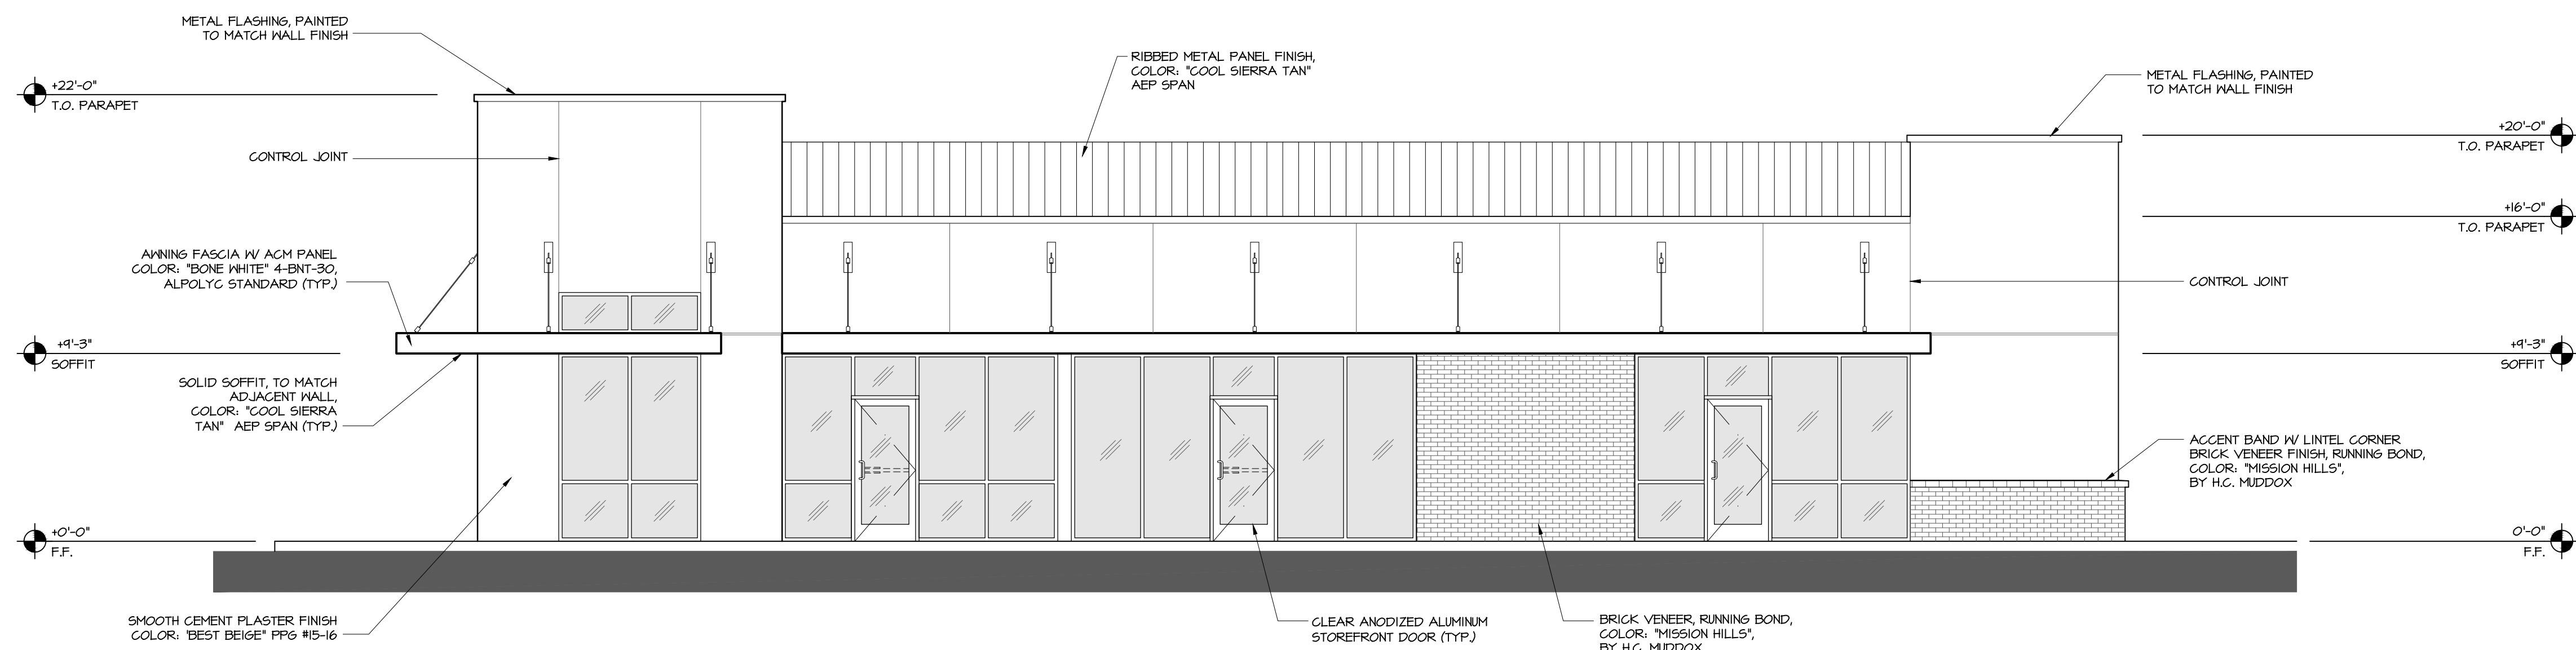 METAL FLASHING, PAINTED
TO MATCH WALL FINISH
RIBBED METAL PANEL FINISH,
COLOR: "COOL SIERRA TAN"
AEP SPAN
METAL FLASHING, PAINTED
TO MATCH WALL FINISH
+22'-0"
T.O. PARAPET
+20'-0"
T.O. PARAPET
CONTROL JOINT
+16'-0"
T.O. PARAPET
AWNING FASCIA W/ ACM PANEL
COLOR: "BONE WHITE" 4-BNT-30,
ALPOLYC STANDARD (TYP.)
CONTROL JOINT
+9'-3"
SOFFIT
+9'-3"
SOFFIT
SOLID SOFFIT, TO MATCH
ADJACENT WALL,
COLOR: "COOL SIERRA
TAN" AEP SPAN (TYP.)
ACCENT BAND W/ LINTEL CORNER
BRICK VENEER FINISH, RUNNING BOND,
COLOR: "MISSION HILLS",
BY H.C. MUDDOX
+0'-0"
F.F.
0'-0"
F.F.
SMOOTH CEMENT PLASTER FINISH
COLOR: 'BEST BEIGE" PPG #15-16
CLEAR ANODIZED ALUMINUM
STOREFRONT DOOR (TYP.)
BRICK VENEER, RUNNING BOND,
COLOR: "MISSION HILLS",
BY H.C. MUDDOX